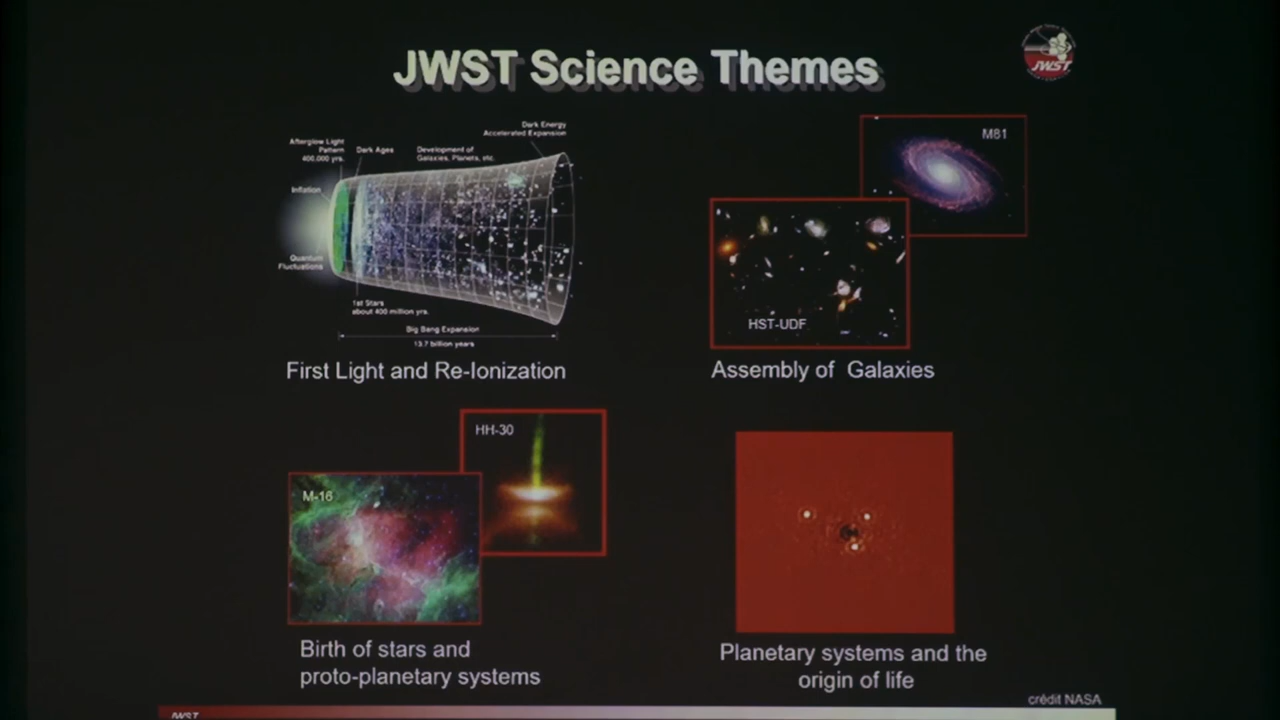 JWST Science Themes
JWST
Dark Energy
Accelerated Expansion
Afterglow Light
Pattern
400,000 yrs.
Dark Ages
Development of
Galaxies, Planets, etc.
Inflation
Quantum
Fluctuations
1st Stars
about 400 million yrs.
Big Bang Expansion
13.7 billion years
First Light and Re-Ionization
M81
HST-UDF
Assembly of Galaxies
HH-30
M-16
Birth of stars and
proto-planetary systems
Planetary systems and the
origin of life
crédit NASA
JWST